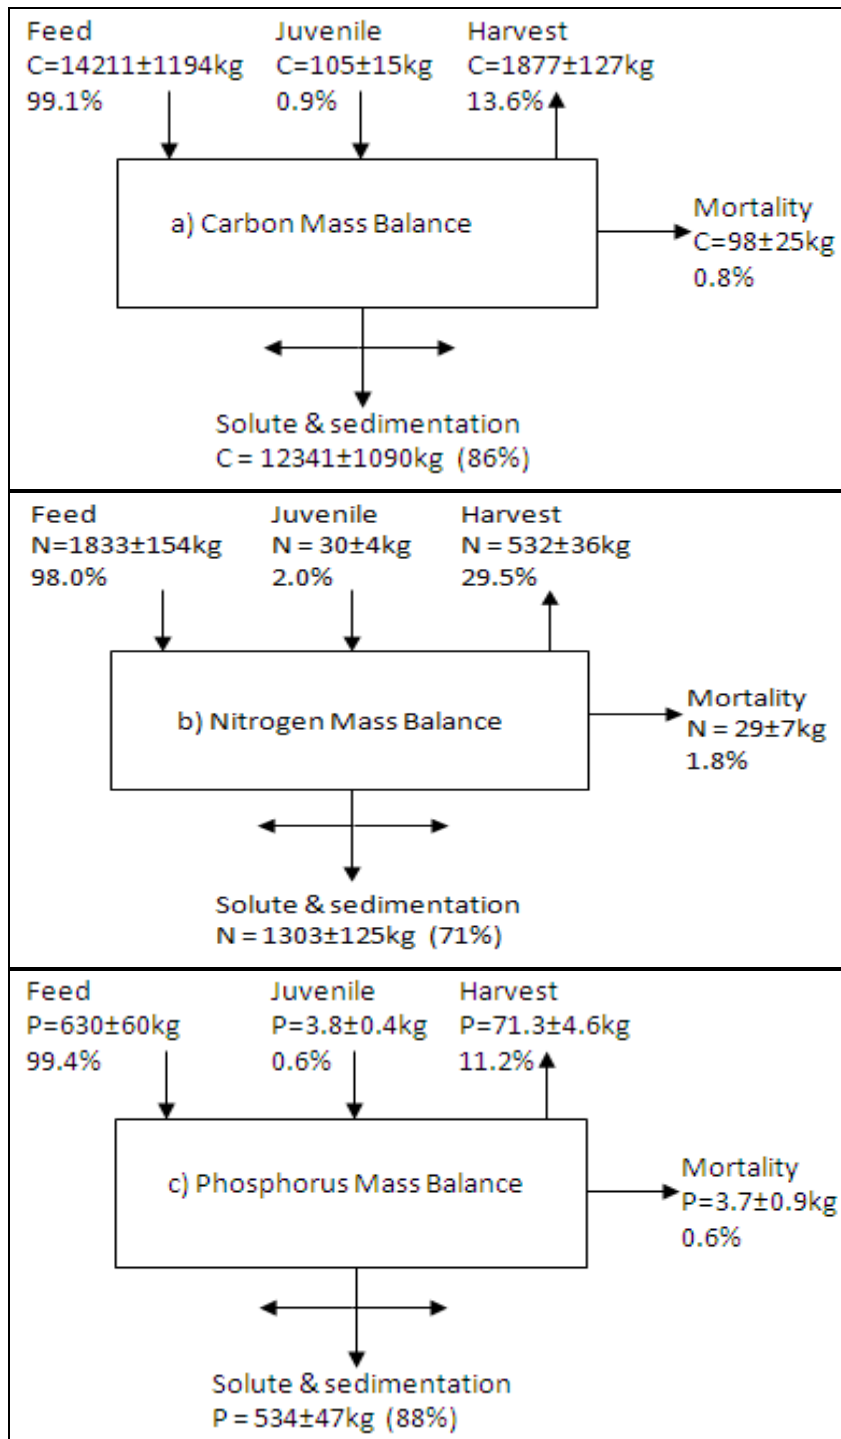 Feed
C=14211±1194kg
99.1%
Juvenile
C=105±15kg
0.9%
Harvest
C=1877±127kg
13.6%
a) Carbon Mass Balance
Mortality
C=98±25kg
0.8%
Solute & sedimentation
C = 12341±1090kg (86%)
Feed
N=1833±154kg
98.0%
Juvenile
N = 30±4kg
2.0%
Harvest
N = 532±36kg
29.5%
b) Nitrogen Mass Balance
Mortality
N = 29±7kg
1.8%
Solute & sedimentation
N = 1303±125kg (71%)
Feed
P=630±60kg
99.4%
Juvenile
P=3.8±0.4kg
0.6%
Harvest
P=71.3±4.6kg
11.2%
c) Phosphorus Mass Balance
Mortality
P=3.7±0.9kg
0.6%
Solute & sedimentation
P = 534±47kg (88%)